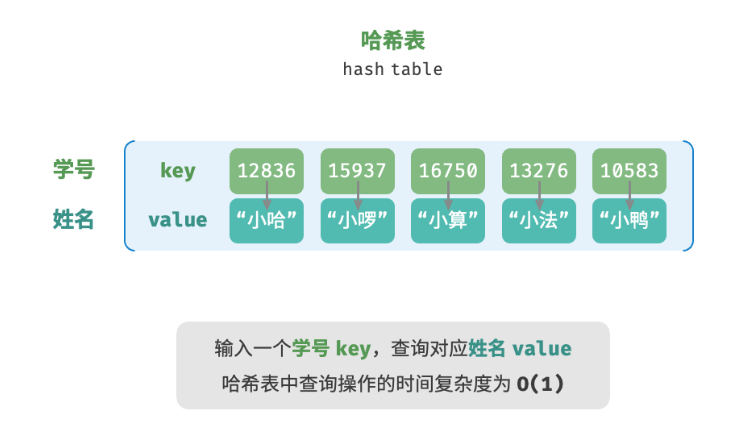 哈希表
hash table
学号 key 12836 15937 16750 13276 10583
姓名 value “小哈” “小啰” “小算” “小法” “小鸭”
输入一个学号 key，查询对应姓名 value
哈希表中查询操作的时间复杂度为 O(1)